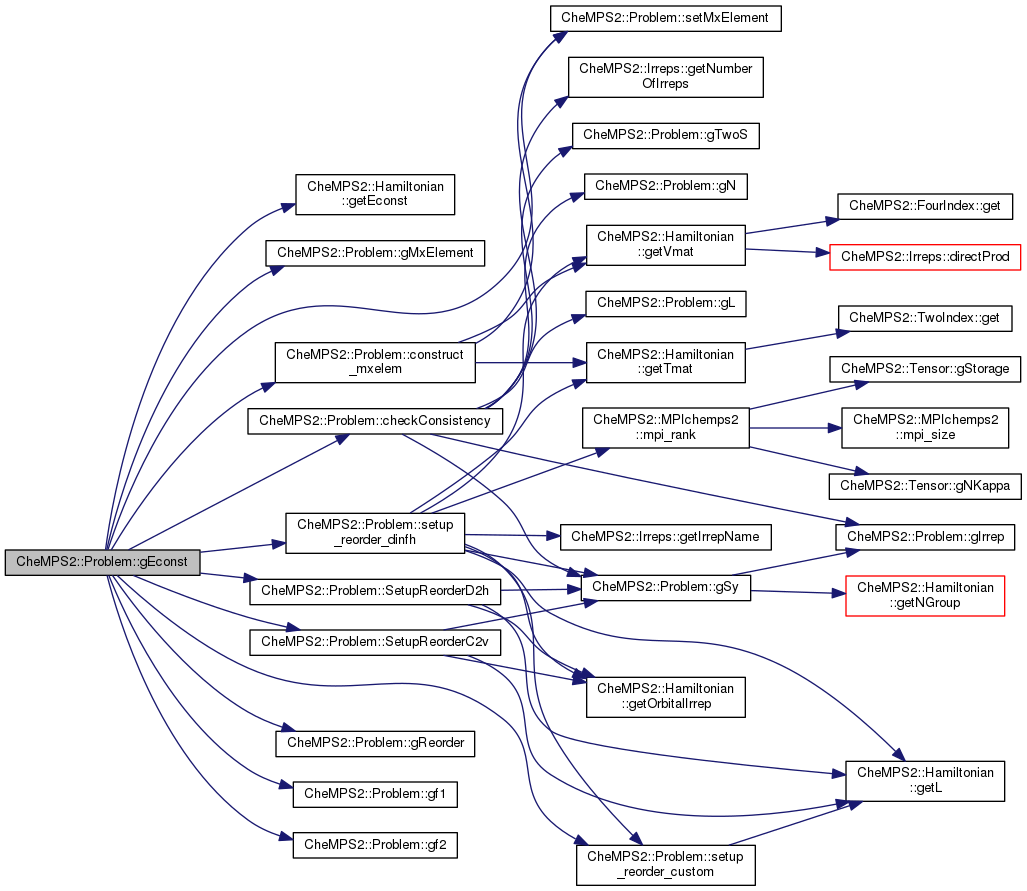 CheMPS2::Problem::gEconst
CheMPS2::Hamiltonian
::getEconst
CheMPS2::Problem::gMxElement
CheMPS2::Problem::construct
_mxelem
CheMPS2::Problem::checkConsistency
CheMPS2::Problem::setup
_reorder_dinfh
CheMPS2::Problem::SetupReorderD2h
CheMPS2::Problem::SetupReorderC2v
CheMPS2::Problem::gReorder
CheMPS2::Problem::gf1
CheMPS2::Problem::gf2
CheMPS2::Problem::setMxElement
CheMPS2::Irreps::getNumber
OfIrreps
CheMPS2::Problem::gTwoS
CheMPS2::Problem::gN
CheMPS2::Hamiltonian
::getVmat
CheMPS2::Problem::gL
CheMPS2::Hamiltonian
::getTmat
CheMPS2::MPIchemps2
::mpi_rank
CheMPS2::Irreps::getIrrepName
CheMPS2::Problem::gSy
CheMPS2::Hamiltonian
::getOrbitalIrrep
CheMPS2::Problem::setup
_reorder_custom
CheMPS2::FourIndex::get
CheMPS2::Irreps::directProd
CheMPS2::TwoIndex::get
CheMPS2::Tensor::gStorage
CheMPS2::MPIchemps2
::mpi_size
CheMPS2::Tensor::gNKappa
CheMPS2::Problem::gIrrep
CheMPS2::Hamiltonian
::getNGroup
CheMPS2::Hamiltonian
::getL